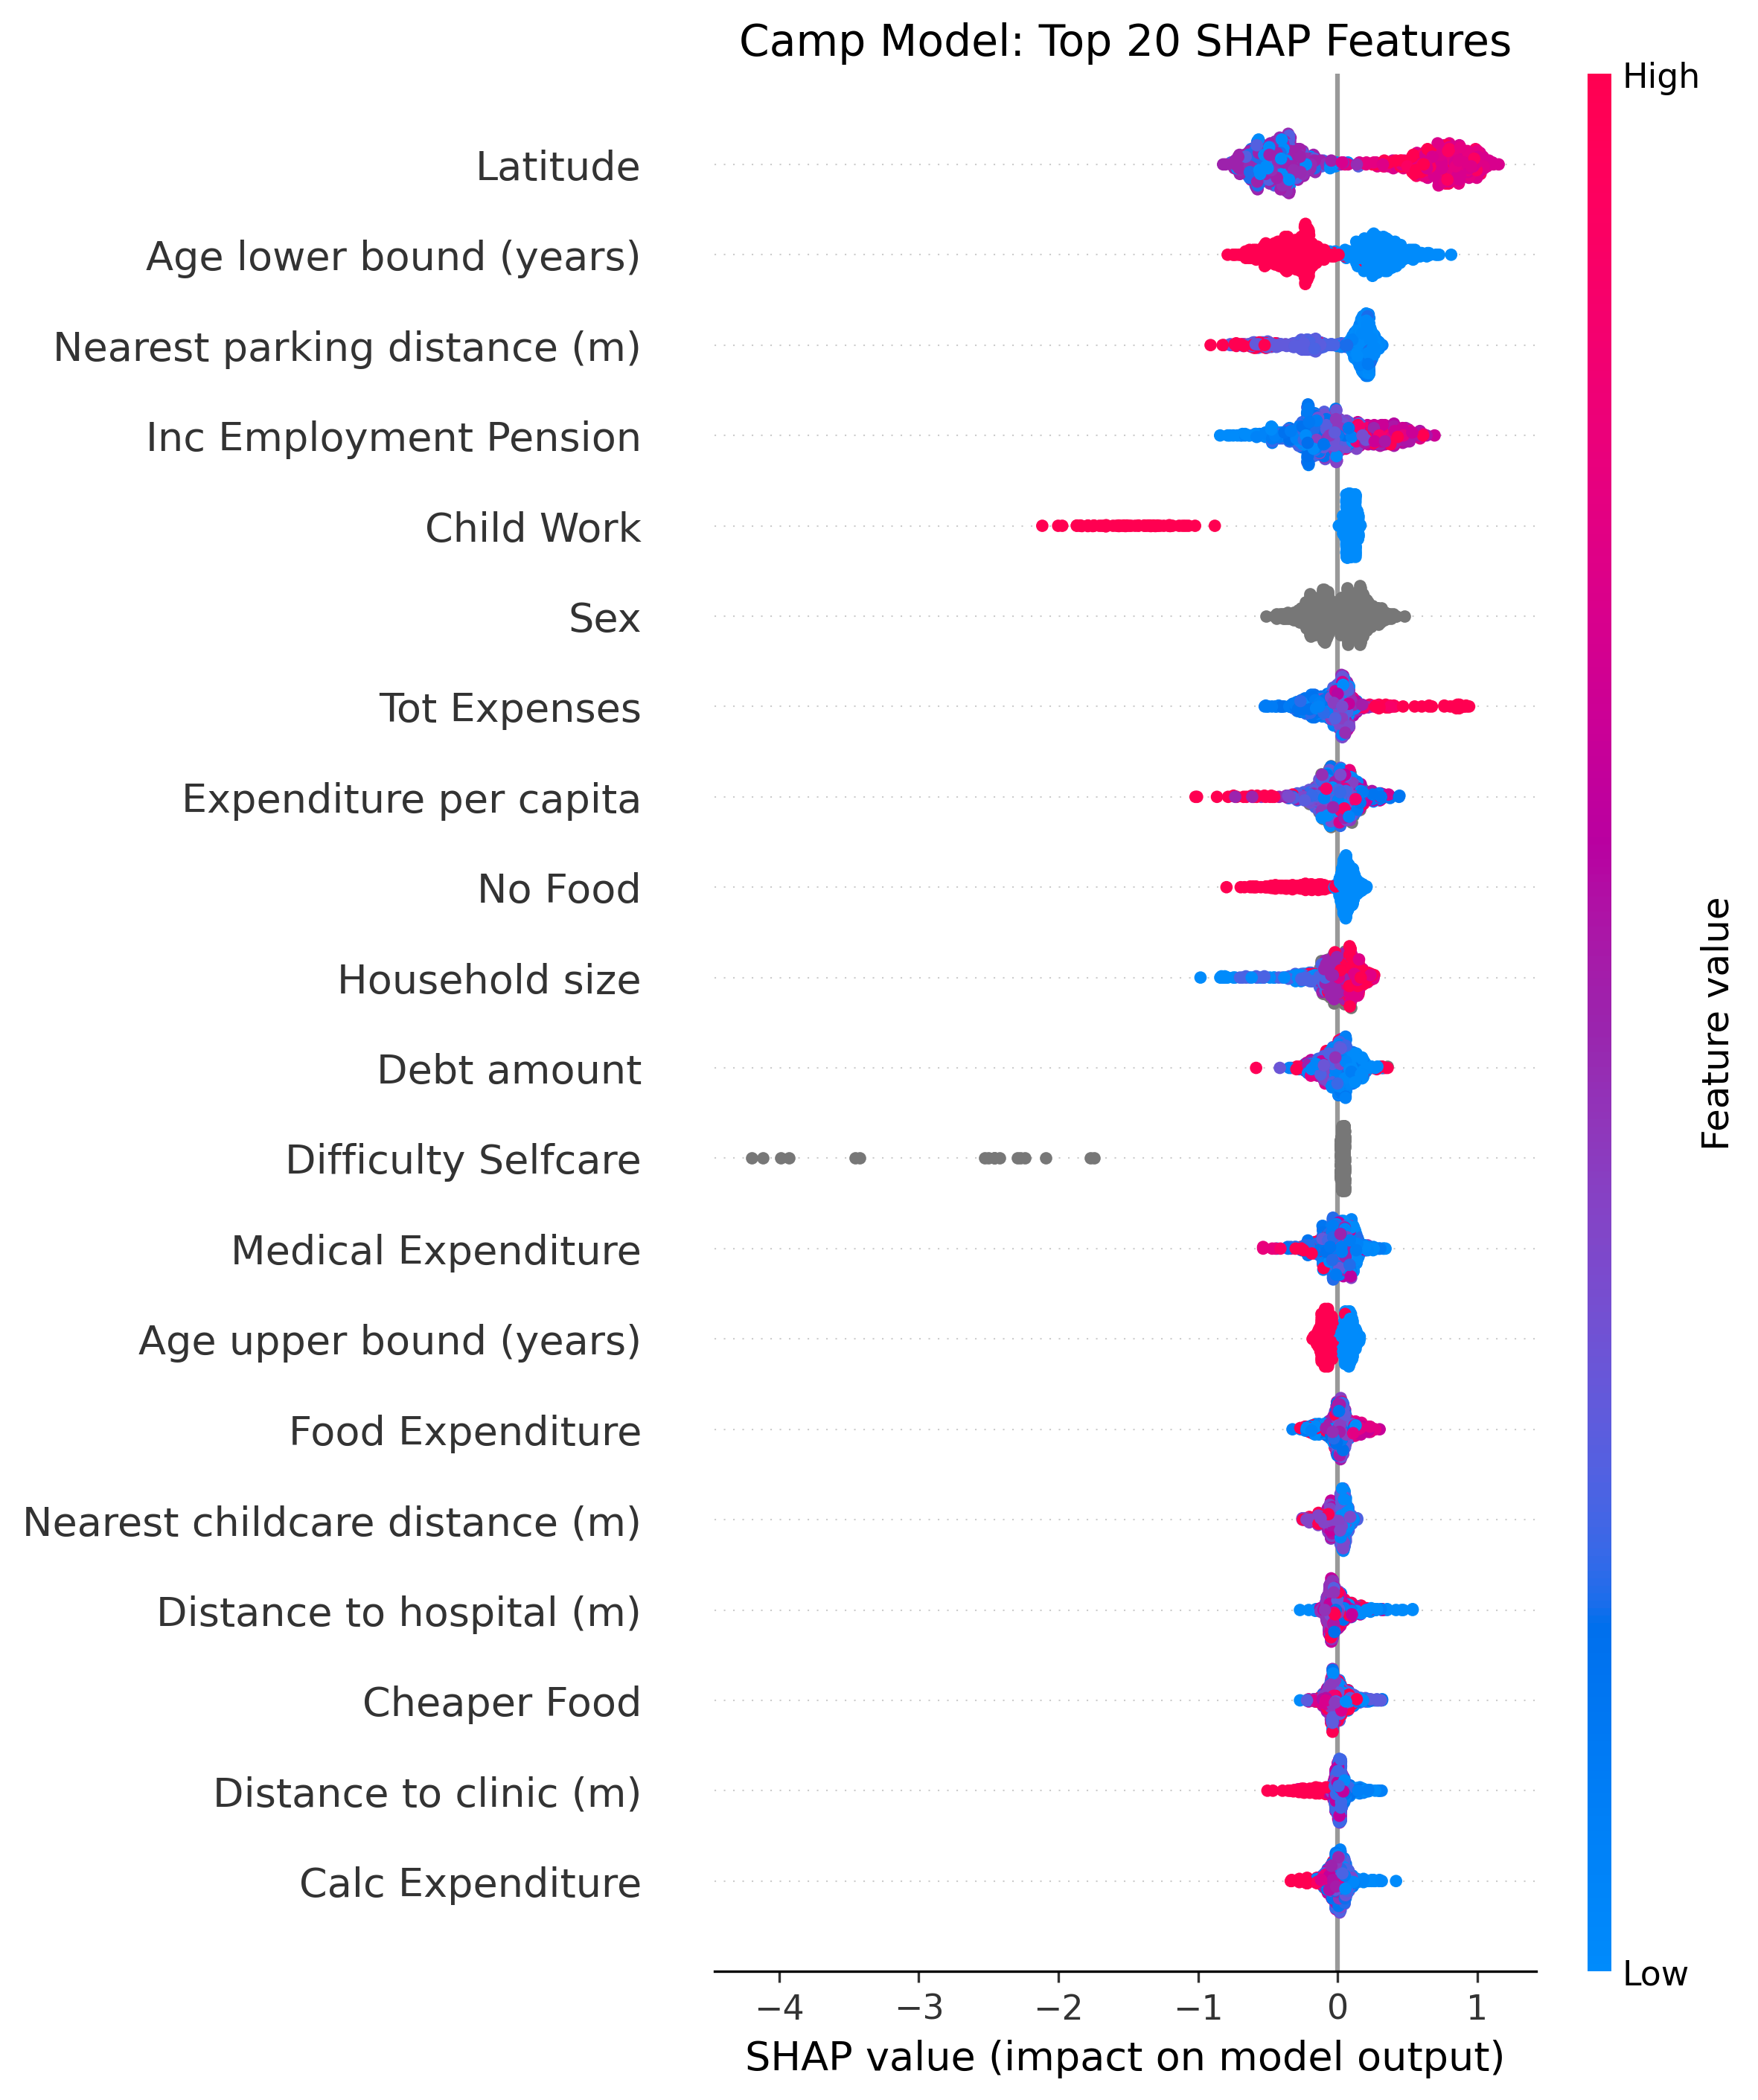 Camp Model: Top 20 SHAP Features
High
Latitude
Age lower bound (years)
Nearest parking distance (m)
Inc Employment Pension
Child Work
Sex
Tot Expenses
Expenditure per capita
No Food
Household size
Debt amount
Difficulty Selfcare
Medical Expenditure
Age upper bound (years)
Food Expenditure
Nearest childcare distance (m)
Distance to hospital (m)
Cheaper Food
Distance to clinic (m)
Calc Expenditure
Feature value
Low
−4 −3 −2 −1 0 1
SHAP value (impact on model output)